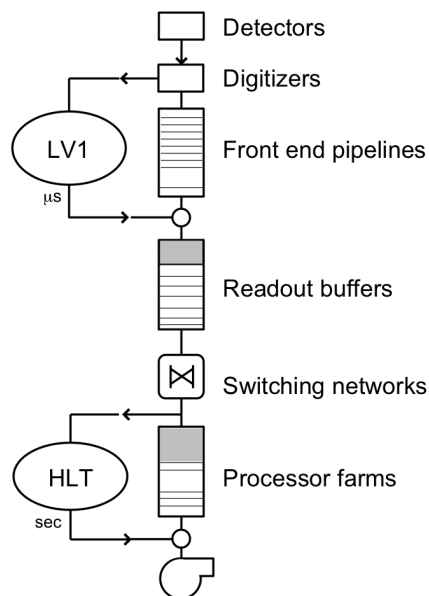 Detectors
Digitizers
LV1
Front end pipelines
μs
Readout buffers
Switching networks
HLT
Processor farms
sec